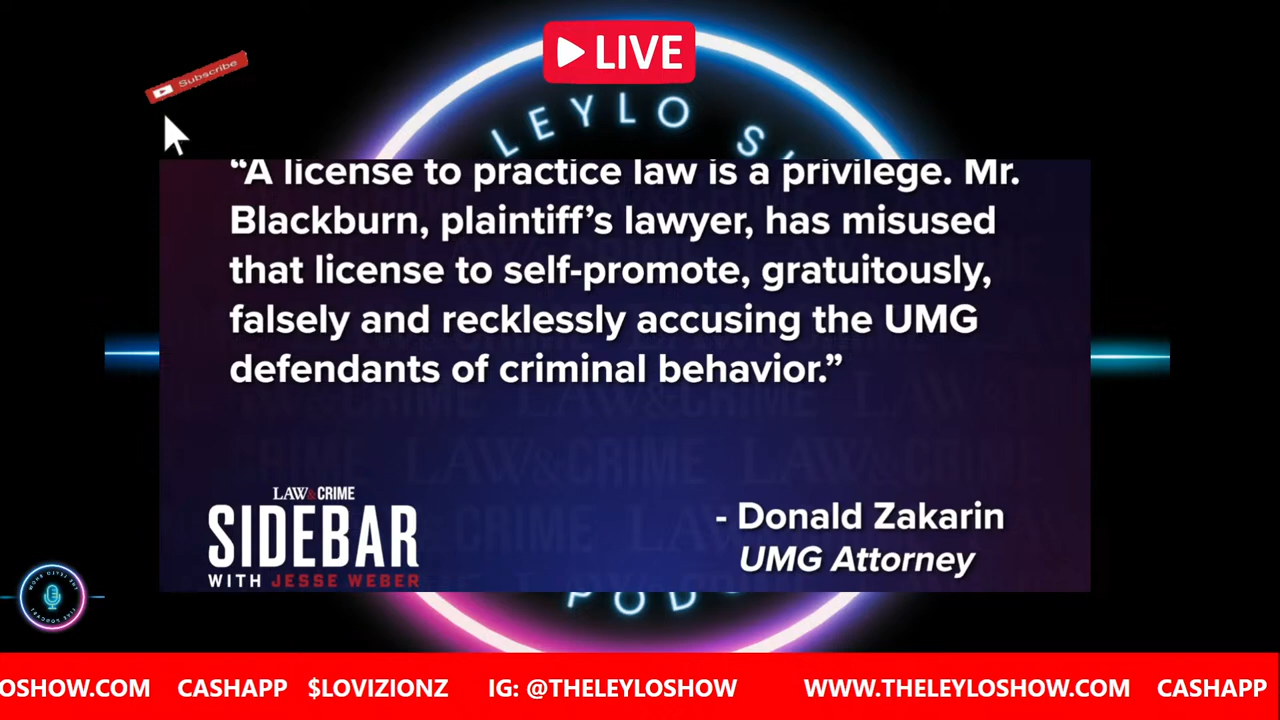 LIVE
Subscribe
LEYLO
“A license to practice law is a privilege. Mr.
Blackburn, plaintiff’s lawyer, has misused
that license to self-promote, gratuitously,
falsely and recklessly accusing the UMG
defendants of criminal behavior.”
LAW&CRIME
SIDEBAR
WITH JESSE WEBER
- Donald Zakarin
UMG Attorney
OSHOW.COM CASHAPP $LOVIZIONZ IG: @THELEYLOSHOW WWW.THELEYLOSHOW.COM CASHAPP